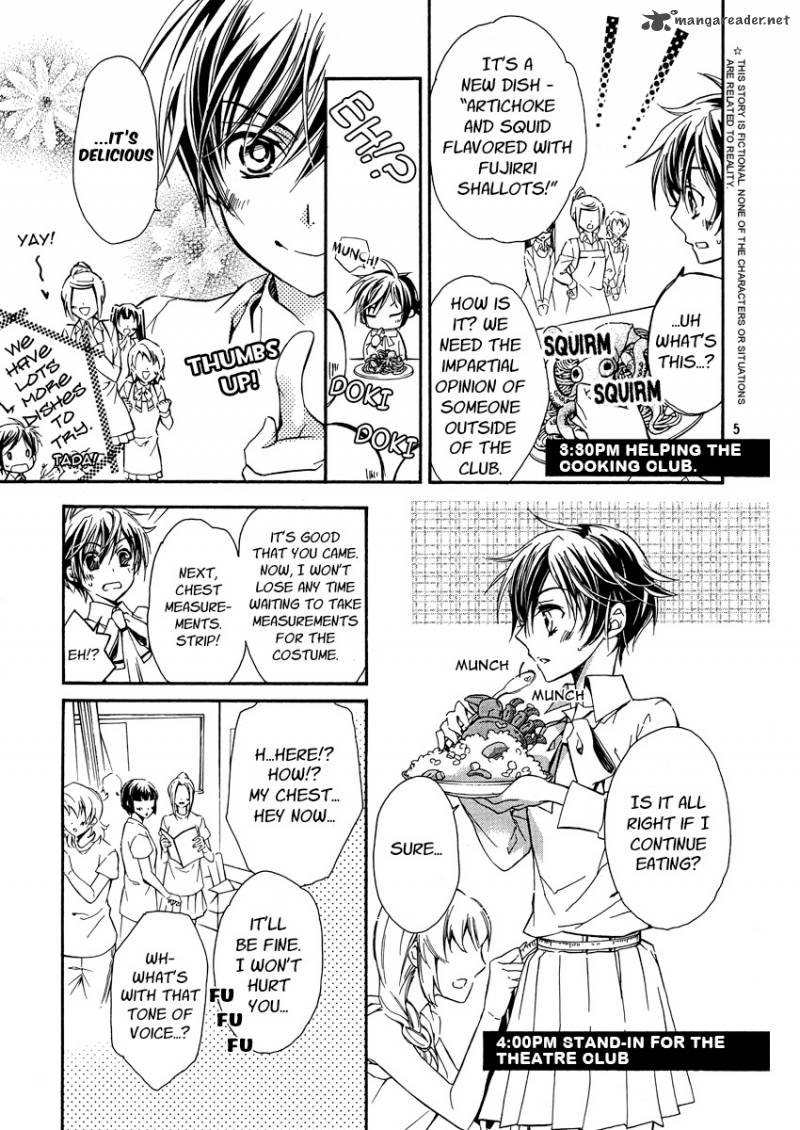 mangareader.net
☆ THIS STORY IS FICTIONAL. NONE OF THE CHARACTERS OR SITUATIONS
ARE RELATED TO REALITY.
5
IT'S A
NEW DISH -
"ARTICHOKE
AND SQUID
FLAVORED WITH
FUJIRRI
SHALLOTS!"
...UH
WHAT'S
THIS...?
HOW IS
IT? WE
NEED THE
IMPARTIAL
OPINION OF
SOMEONE
OUTSIDE
OF THE
CLUB.
SQUIRM
SQUIRM
3:30PM HELPING THE
COOKING CLUB.
EH!?
MUNCH!
DOKI
DOKI
...IT'S
DELICIOUS
THUMBS
UP!
YAY!
WE
HAVE
LOTS
MORE
DISHES
TO
TRY.
TADA!
MUNCH
MUNCH
IS IT ALL
RIGHT IF I
CONTINUE
EATING?
SURE...
4:00PM STAND-IN FOR THE
THEATRE CLUB
IT'S GOOD
THAT YOU CAME.
NOW, I WON'T
LOSE ANY TIME
WAITING TO TAKE
MEASUREMENTS
FOR THE
COSTUME.
NEXT,
CHEST
MEASURE-
MENTS.
STRIP!
EH!?
H...HERE!?
HOW!?
MY CHEST...
HEY NOW...
IT'LL
BE FINE.
I WON'T
HURT
YOU...
FU
FU
FU
WH-
WHAT'S
WITH THAT
TONE OF
VOICE...?